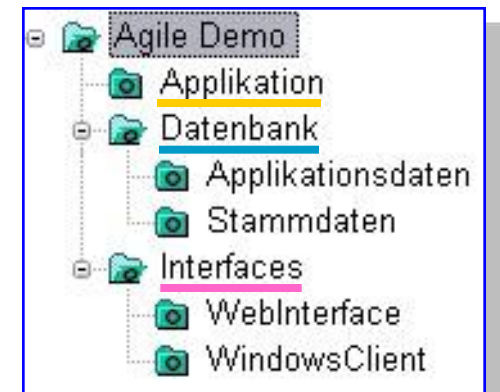 Agile Demo
Applikation
Datenbank
Applikationsdaten
Stammdaten
Interfaces
WebInterface
WindowsClient